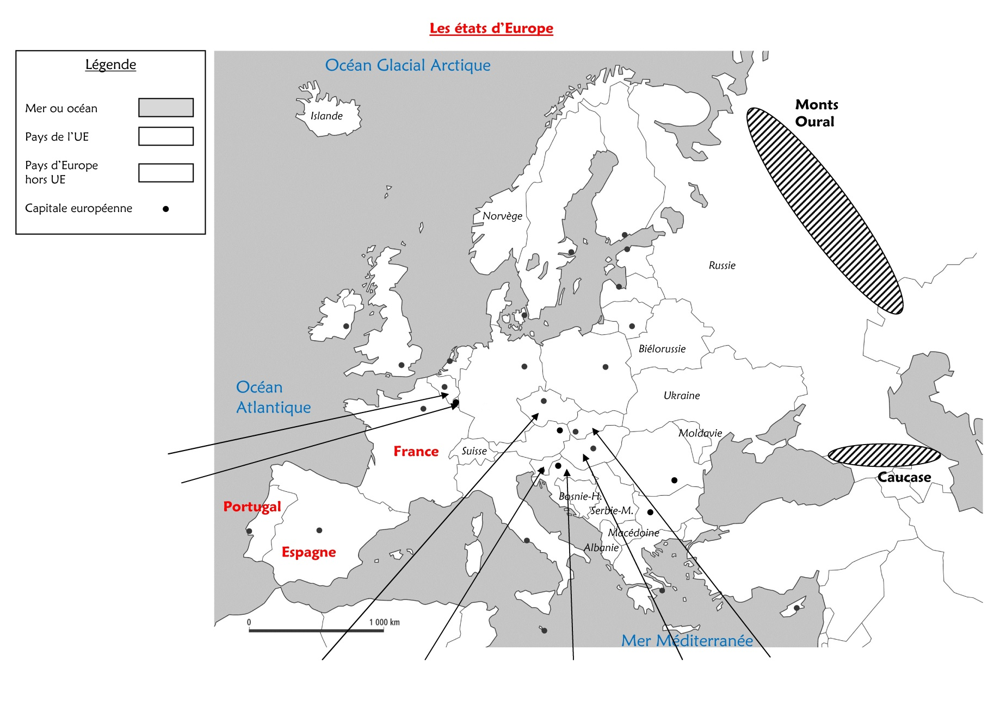 Les états d'Europe
Légende
Mer ou océan
Pays de l'UE
Pays d'Europe
hors UE
Capitale européenne
Océan Glacial Arctique
Islande
Monts
Oural
Norvège
Russie
Biélorussie
Océan
Atlantique
Ukraine
Moldavie
France
Suisse
Caucase
Portugal
Bosnie-H.
Serbie-M.
Macédoine
Albanie
Espagne
0
1 000 km
Mer Méditerranée